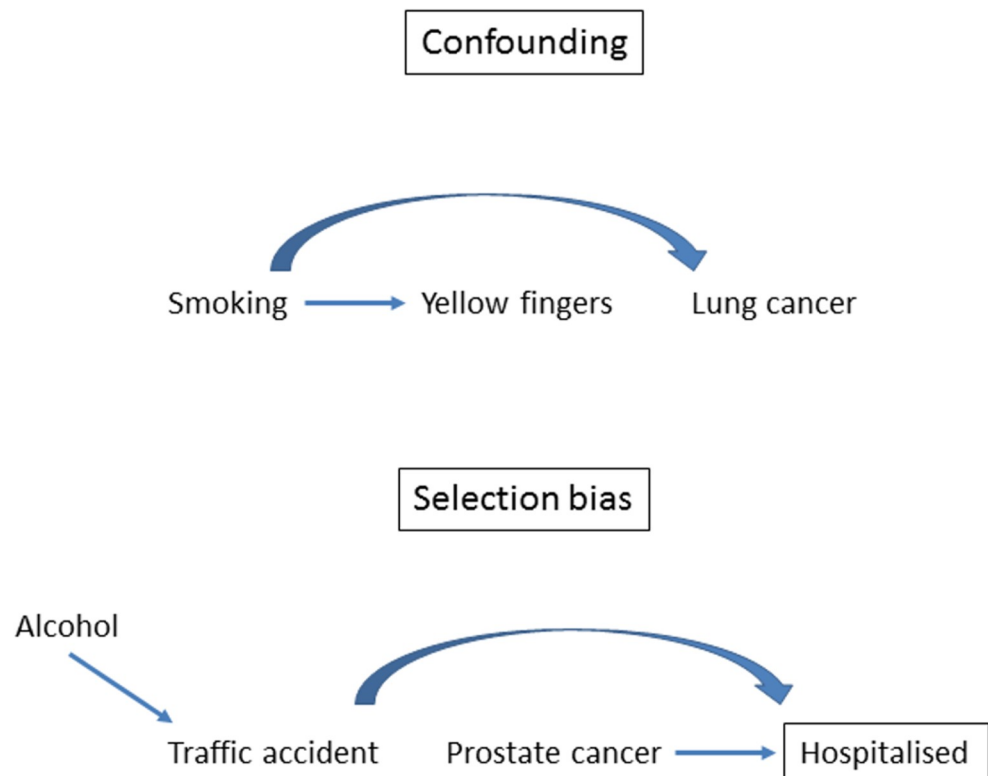 Confounding
Smoking Yellow fingers Lung cancer
Selection bias
Alcohol
Traffic accident Prostate cancer Hospitalised